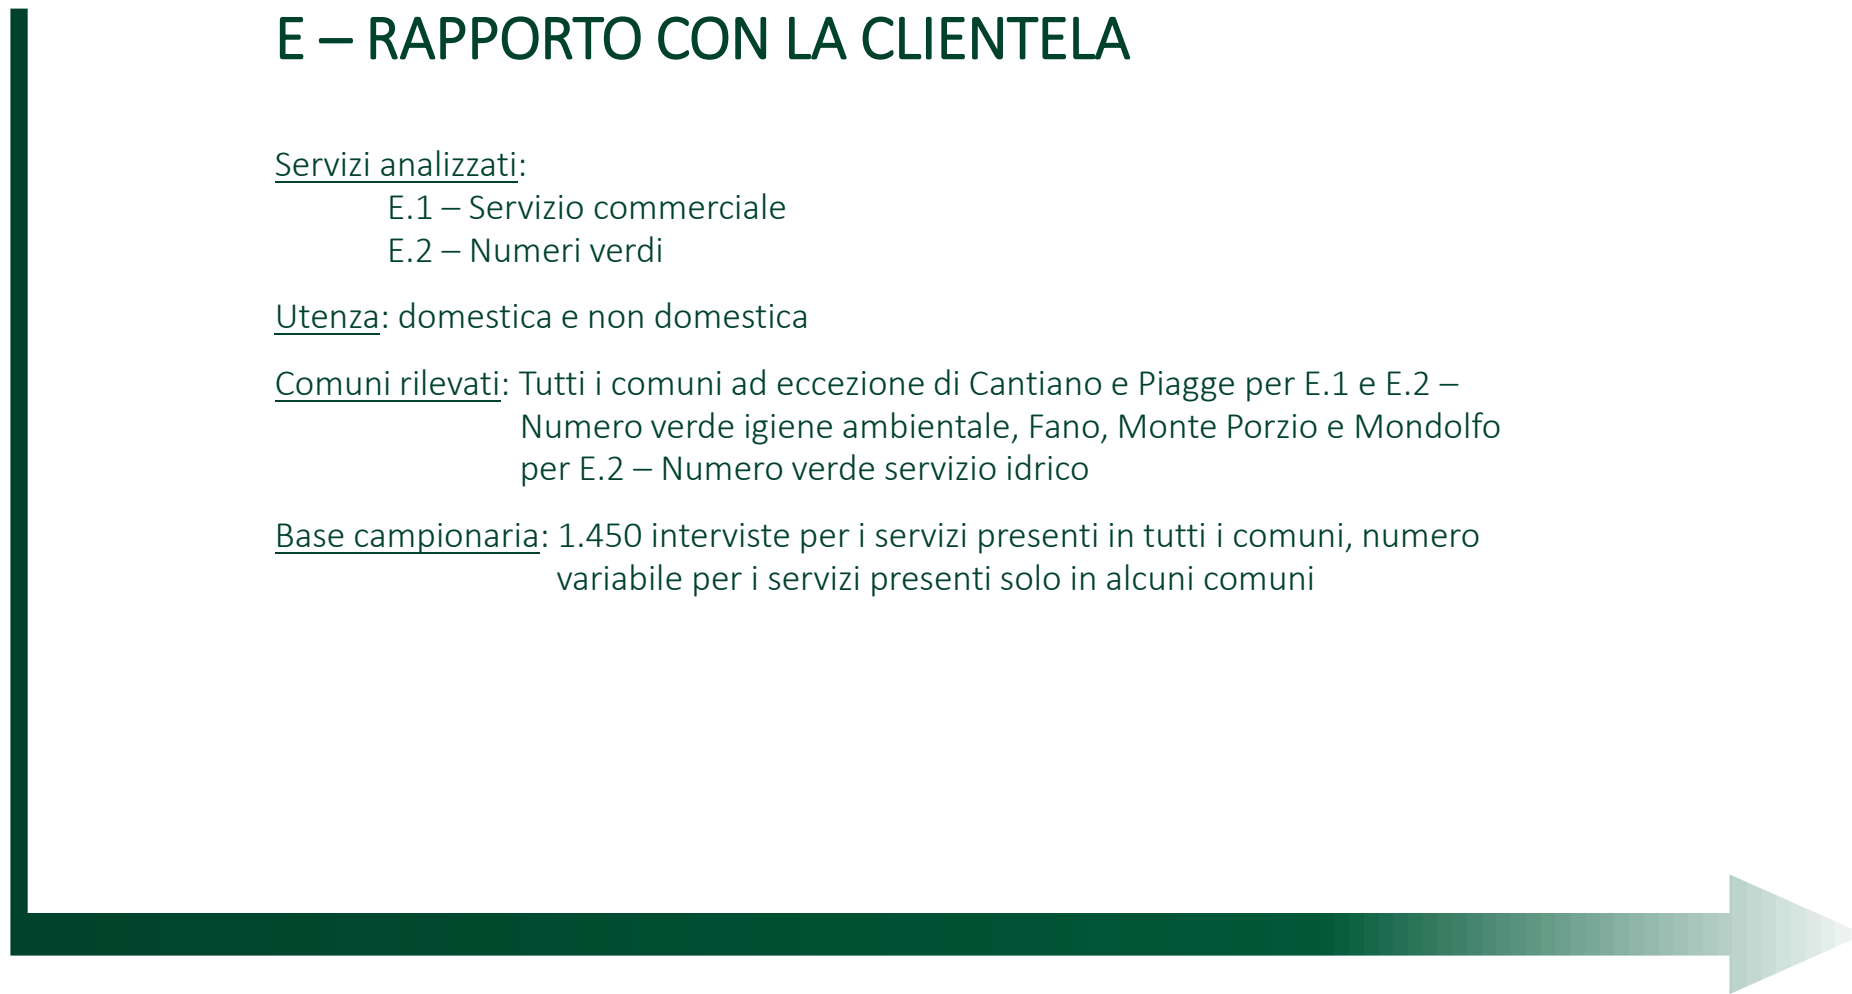 E – RAPPORTO CON LA CLIENTELA
Servizi analizzati:
E.1 – Servizio commerciale
E.2 – Numeri verdi
Utenza: domestica e non domestica
Comuni rilevati: Tutti i comuni ad eccezione di Cantiano e Piagge per E.1 e E.2 –
Numero verde igiene ambientale, Fano, Monte Porzio e Mondolfo
per E.2 – Numero verde servizio idrico
Base campionaria: 1.450 interviste per i servizi presenti in tutti i comuni, numero
variabile per i servizi presenti solo in alcuni comuni